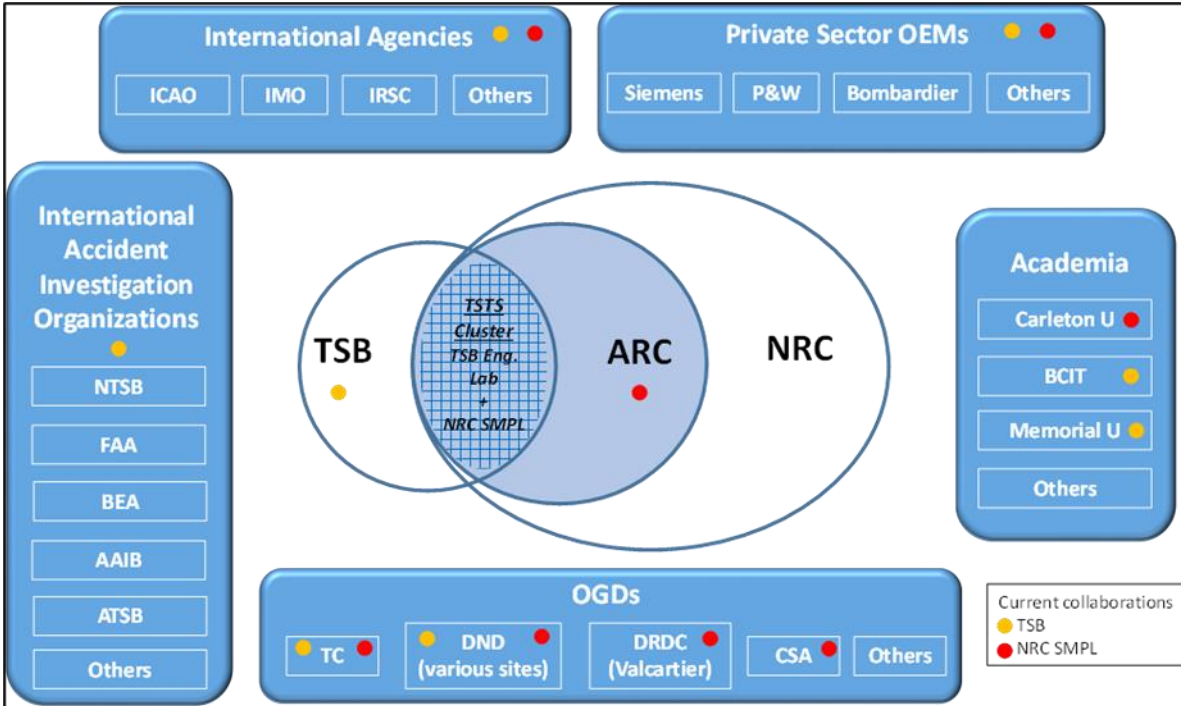 International Agencies
ICAO
IMO
IRSC
Others
Private Sector OEMs
Siemens
P&W
Bombardier
Others
International
Accident
Investigation
Organizations
NTSB
FAA
BEA
AAIB
ATSB
Others
TSB
TSTS
Cluster
TSB Eng.
Lab
+
NRC SMPL
ARC
NRC
Academia
Carleton U
BCIT
Memorial U
Others
OGDs
TC
DND
(various sites)
DRDC
(Valcartier)
CSA
Others
Current collaborations
TSB
NRC SMPL